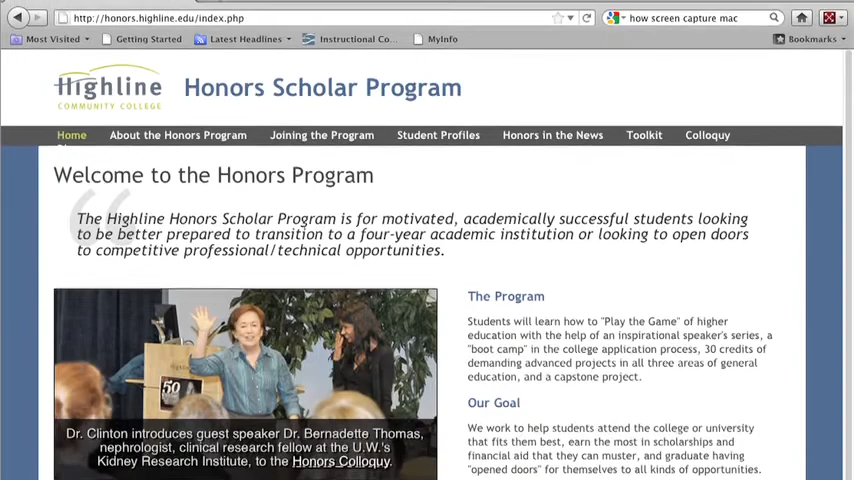 http://honors.highline.edu/index.php
how screen capture mac
Most Visited
Getting Started
Latest Headlines
Instructional Co...
MyInfo
Bookmarks
Highline
COMMUNITY COLLEGE
Honors Scholar Program
Home
About the Honors Program
Joining the Program
Student Profiles
Honors in the News
Toolkit
Colloquy
Welcome to the Honors Program
The Highline Honors Scholar Program is for motivated, academically successful students looking
to be better prepared to transition to a four-year academic institution or looking to open doors
to competitive professional/technical opportunities.
Highline
50
Dr. Clinton introduces guest speaker Dr. Bernadette Thomas,
nephrologist, clinical research fellow at the U.W.'s
Kidney Research Institute, to the Honors Colloquy.
The Program
Students will learn how to "Play the Game" of higher
education with the help of an inspirational speaker's series, a
"boot camp" in the college application process, 30 credits of
demanding advanced projects in all three areas of general
education, and a capstone project.
Our Goal
We work to help students attend the college or university
that fits them best, earn the most in scholarships and
financial aid that they can muster, and graduate having
"opened doors" for themselves to all kinds of opportunities.